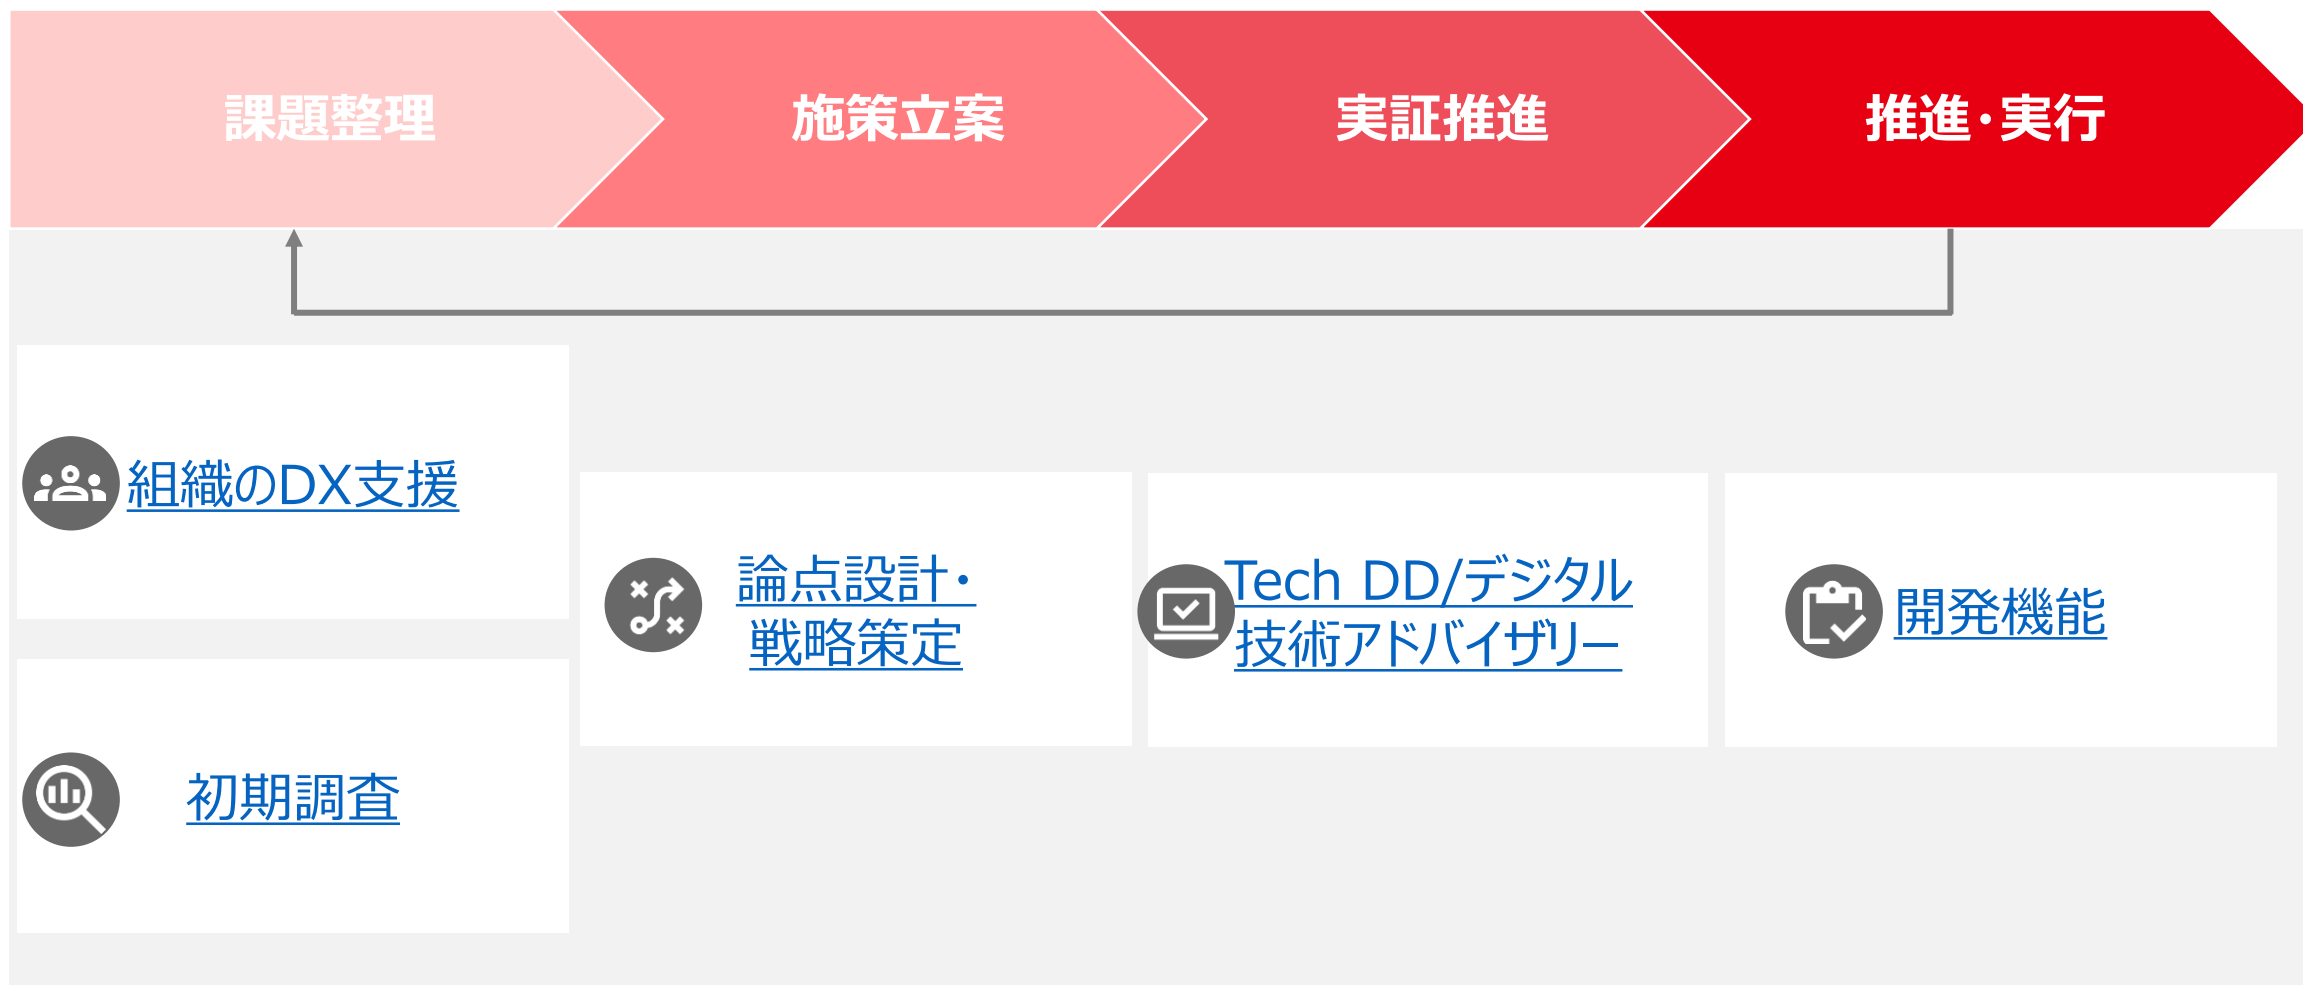 課題整理
施策立案
実証推進
推進・実行
組織のDX支援
初期調査
論点設計・
戦略策定
Tech DD/デジタル
技術アドバイザリー
開発機能